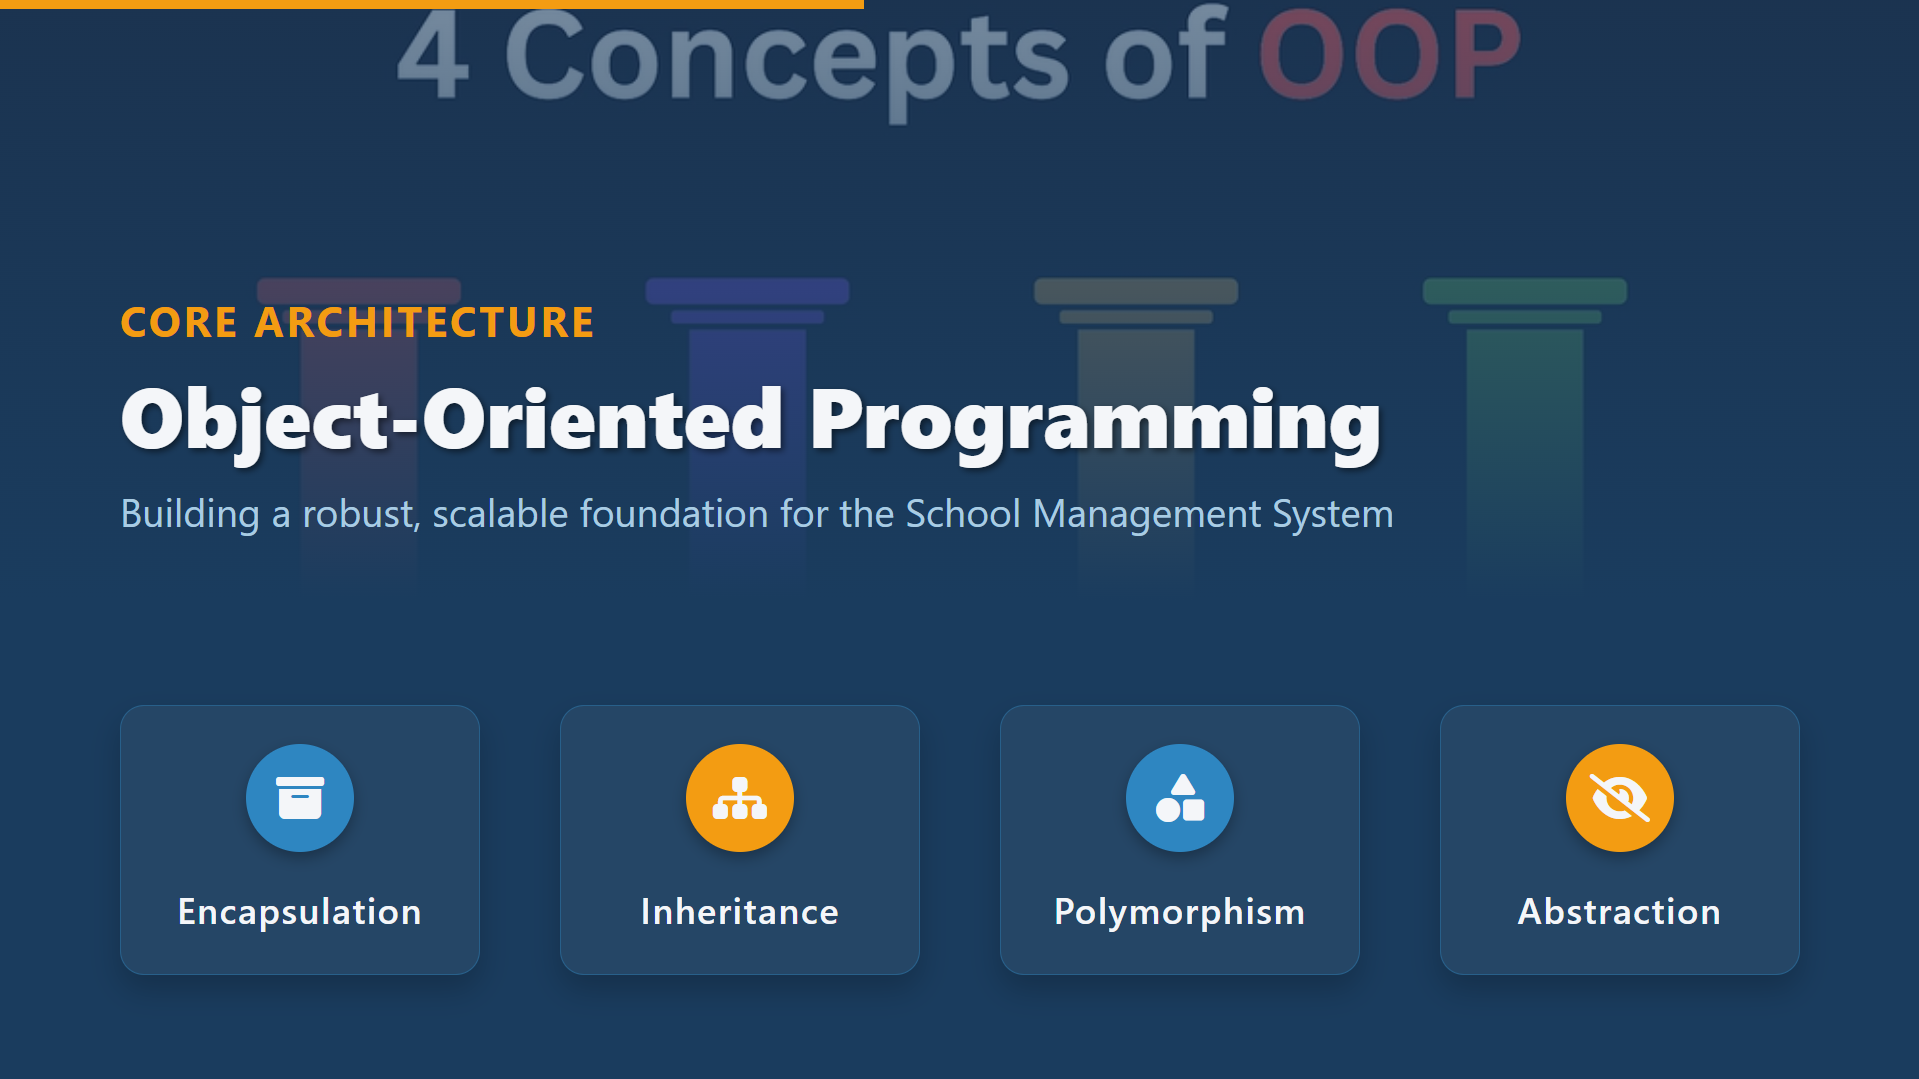 4 Concepts of OOP
CORE ARCHITECTURE
Object-Oriented Programming
Building a robust, scalable foundation for the School Management System
Encapsulation
Inheritance
Polymorphism
Abstraction